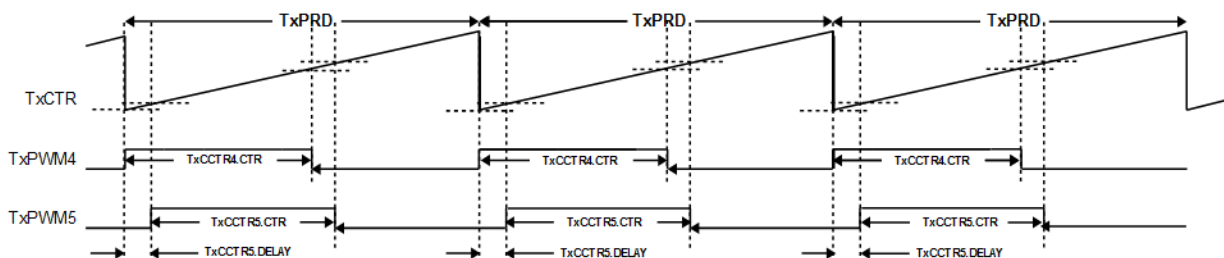 TxPRD. TxPRD. TxPRD.
TxCTR
TxPWM4 TxCCTR4.CTR TxCCTR4.CTR TxCCTR4.CTR
TxPWM5 TxCCTR5.CTR TxCCTR5.CTR TxCCTR5.CTR
TxCCTR5.DELAY TxCCTR5.DELAY TxCCTR5.DELAY